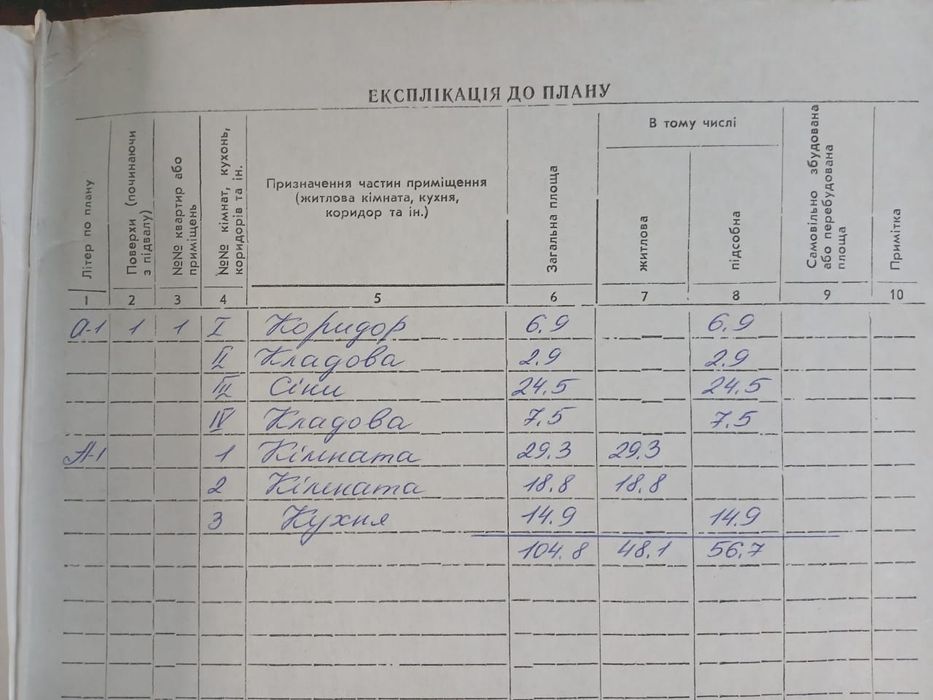 ЕКСПЛІКАЦІЯ ДО ПЛАНУ
Літер по плану
Поверхи (починаючи з підвалу)
№№ квартир або приміщень
№№ кімнат, кухонь, коридорів та ін.
Призначення частин приміщення
(житлова кімната, кухня,
коридор та ін.)
Загальна площа
В тому числі
житлова
підсобна
Самовільно збудована або перебудована площа
Примітка
1 2 3 4 5 6 7 8 9 10
а-1 1 1 I Коридор 6.9 6.9
II Кладова 2.9 2.9
III Сіни 24.5 24.5
IV Кладова 7.5 7.5
А-1 1 Кімната 29.3 29.3
2 Кімната 18.8 18.8
3 Кухня 14.9 14.9
104.8 48.1 56.7